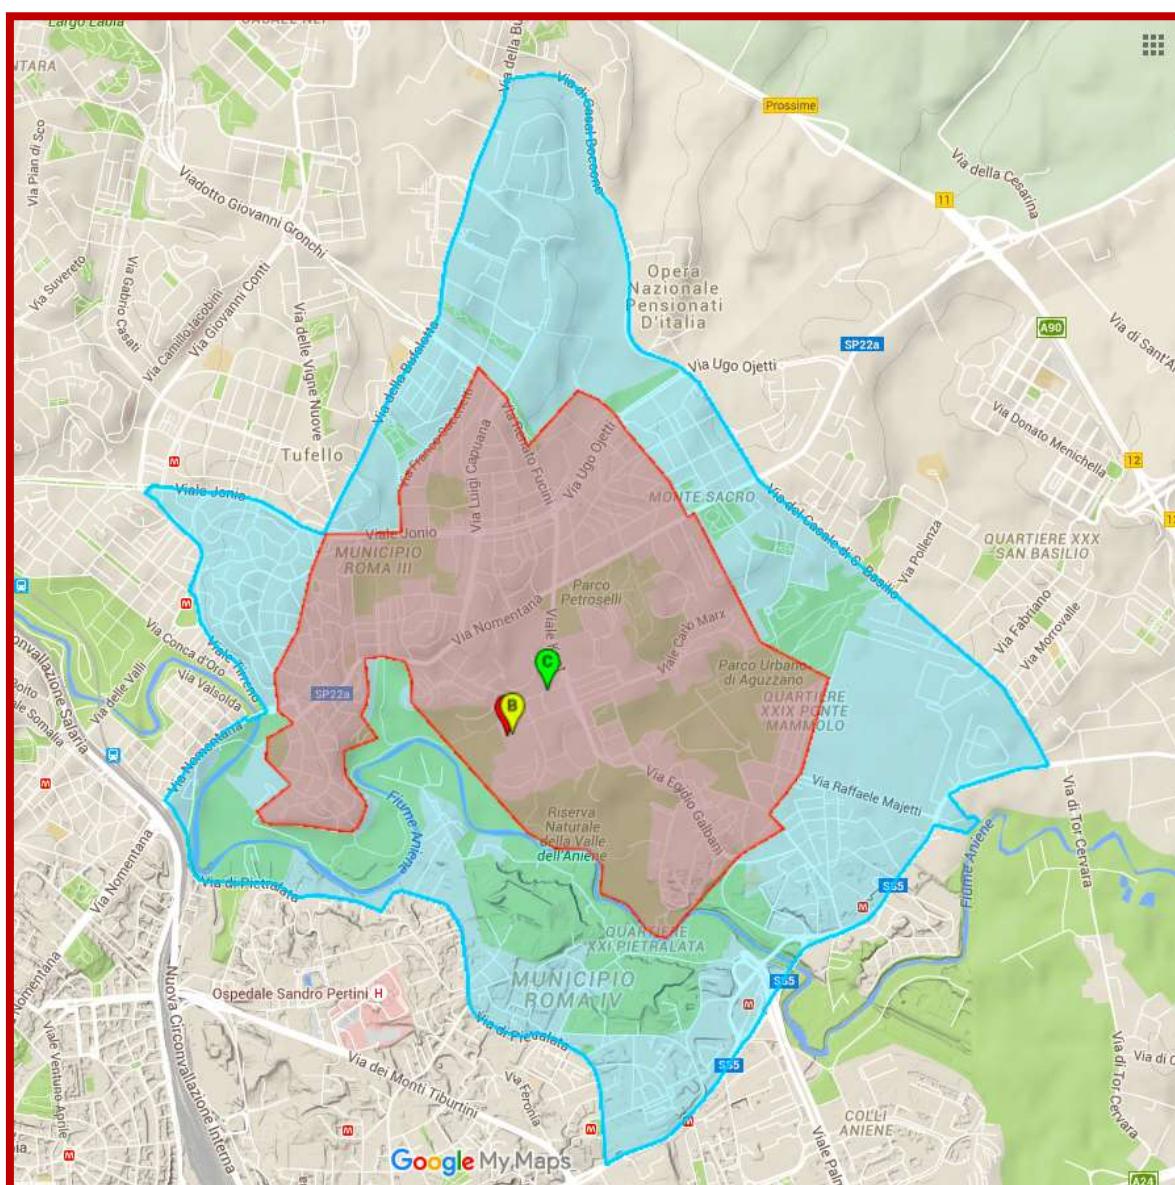 Largo Labia
Via della Bu
NTARA
Via Pian di Sco
Via di Casal Boccone
Prossime
Via della Cesarina
Viadotto Giovanni Gronchi
11
Via Suvereto
Via Gabrio Casati
Via Camillo Iacobini
Via Giovanni Conti
Via delle Vigne Nuove
Opera
Nazionale
Pensionati
D'italia
A90
SP22a
Via di Sant'A
Via della Bufalotta
Via Ugo Ojetti
Via Franco Sacchetti
Via Luigi Capuana
Via Renato Fucini
Via Ugo Ojetti
Via Donato Menichella
Tufello
M
12
Viale Jonio
MONTE SACRO
Viale Jonio
MUNICIPIO
ROMA III
Via del Casale di S. Basilio
Via Pollenza
QUARTIERE XXX
SAN BASILIO
Parco
Petroselli
Via Nomentana
Viale Carlo Marx
Via Fabriano
Via Morrovalle
M
Via Conca d'Oro
Viale Tirreno
Via Valsolda
Via delle Valli
C
Parco Urbano
di Aguzzano
QUARTIERE
XXIX PONTE
MAMMOLO
SP22a
B
Via Nomentana
M
Via Egidio Galbani
Via Raffaele Majetti
Fiume Aniene
Riserva
Naturale
della Valle
dell'Aniene
Via di Tor
Cervara
Fiume Aniene
Via Nomentana
Via di Pietralata
M
QUARTIERE
XXI PIETRALATA
MUNICIPIO
ROMA IV
M
Ospedale Sandro Pertini H
Nuova Circonvallazione Interna
Via di Pietralata
Via dei Monti Tiburtini
Via Feronia
Viale Ventuno Aprile
Via di Tor
Cervara
COLLI
ANIENE
M
M
M
M
Google My Maps
A24